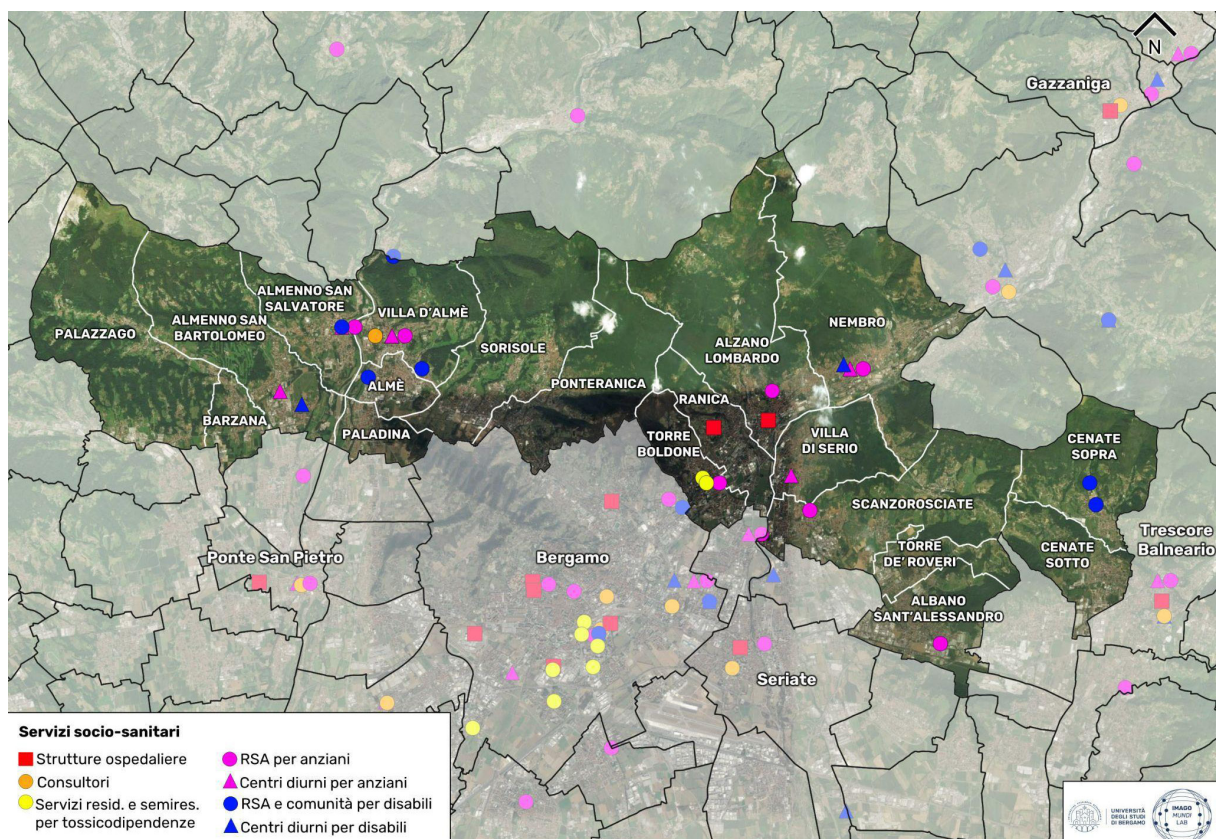 N
Gazzaniga
ALMENNO SAN
SALVATORE
VILLA D'ALMÈ
PALAZZAGO
ALMENNO SAN
BARTOLOMEO
SORISOLE
NEMBRO
ALZANO
LOMBARDO
ALMÈ
PONTERANICA
RANICA
BARZANA
PALADINA
TORRE
BOLDONE
VILLA
DI SERIO
CENATE
SOPRA
SCANZOROSCIATE
Ponte San Pietro
Bergamo
TORRE
DE' ROVERI
CENATE
SOTTO
Trescore
Balneario
ALBANO
SANT'ALESSANDRO
Seriate
Servizi socio-sanitari
Strutture ospedaliere
Consultori
Servizi resid. e semires.
per tossicodipendenze
RSA per anziani
Centri diurni per anziani
RSA e comunità per disabili
Centri diurni per disabili
UNIVERSITÀ
DEGLI STUDI
DI BERGAMO
IMAGO
MUNDI
LAB